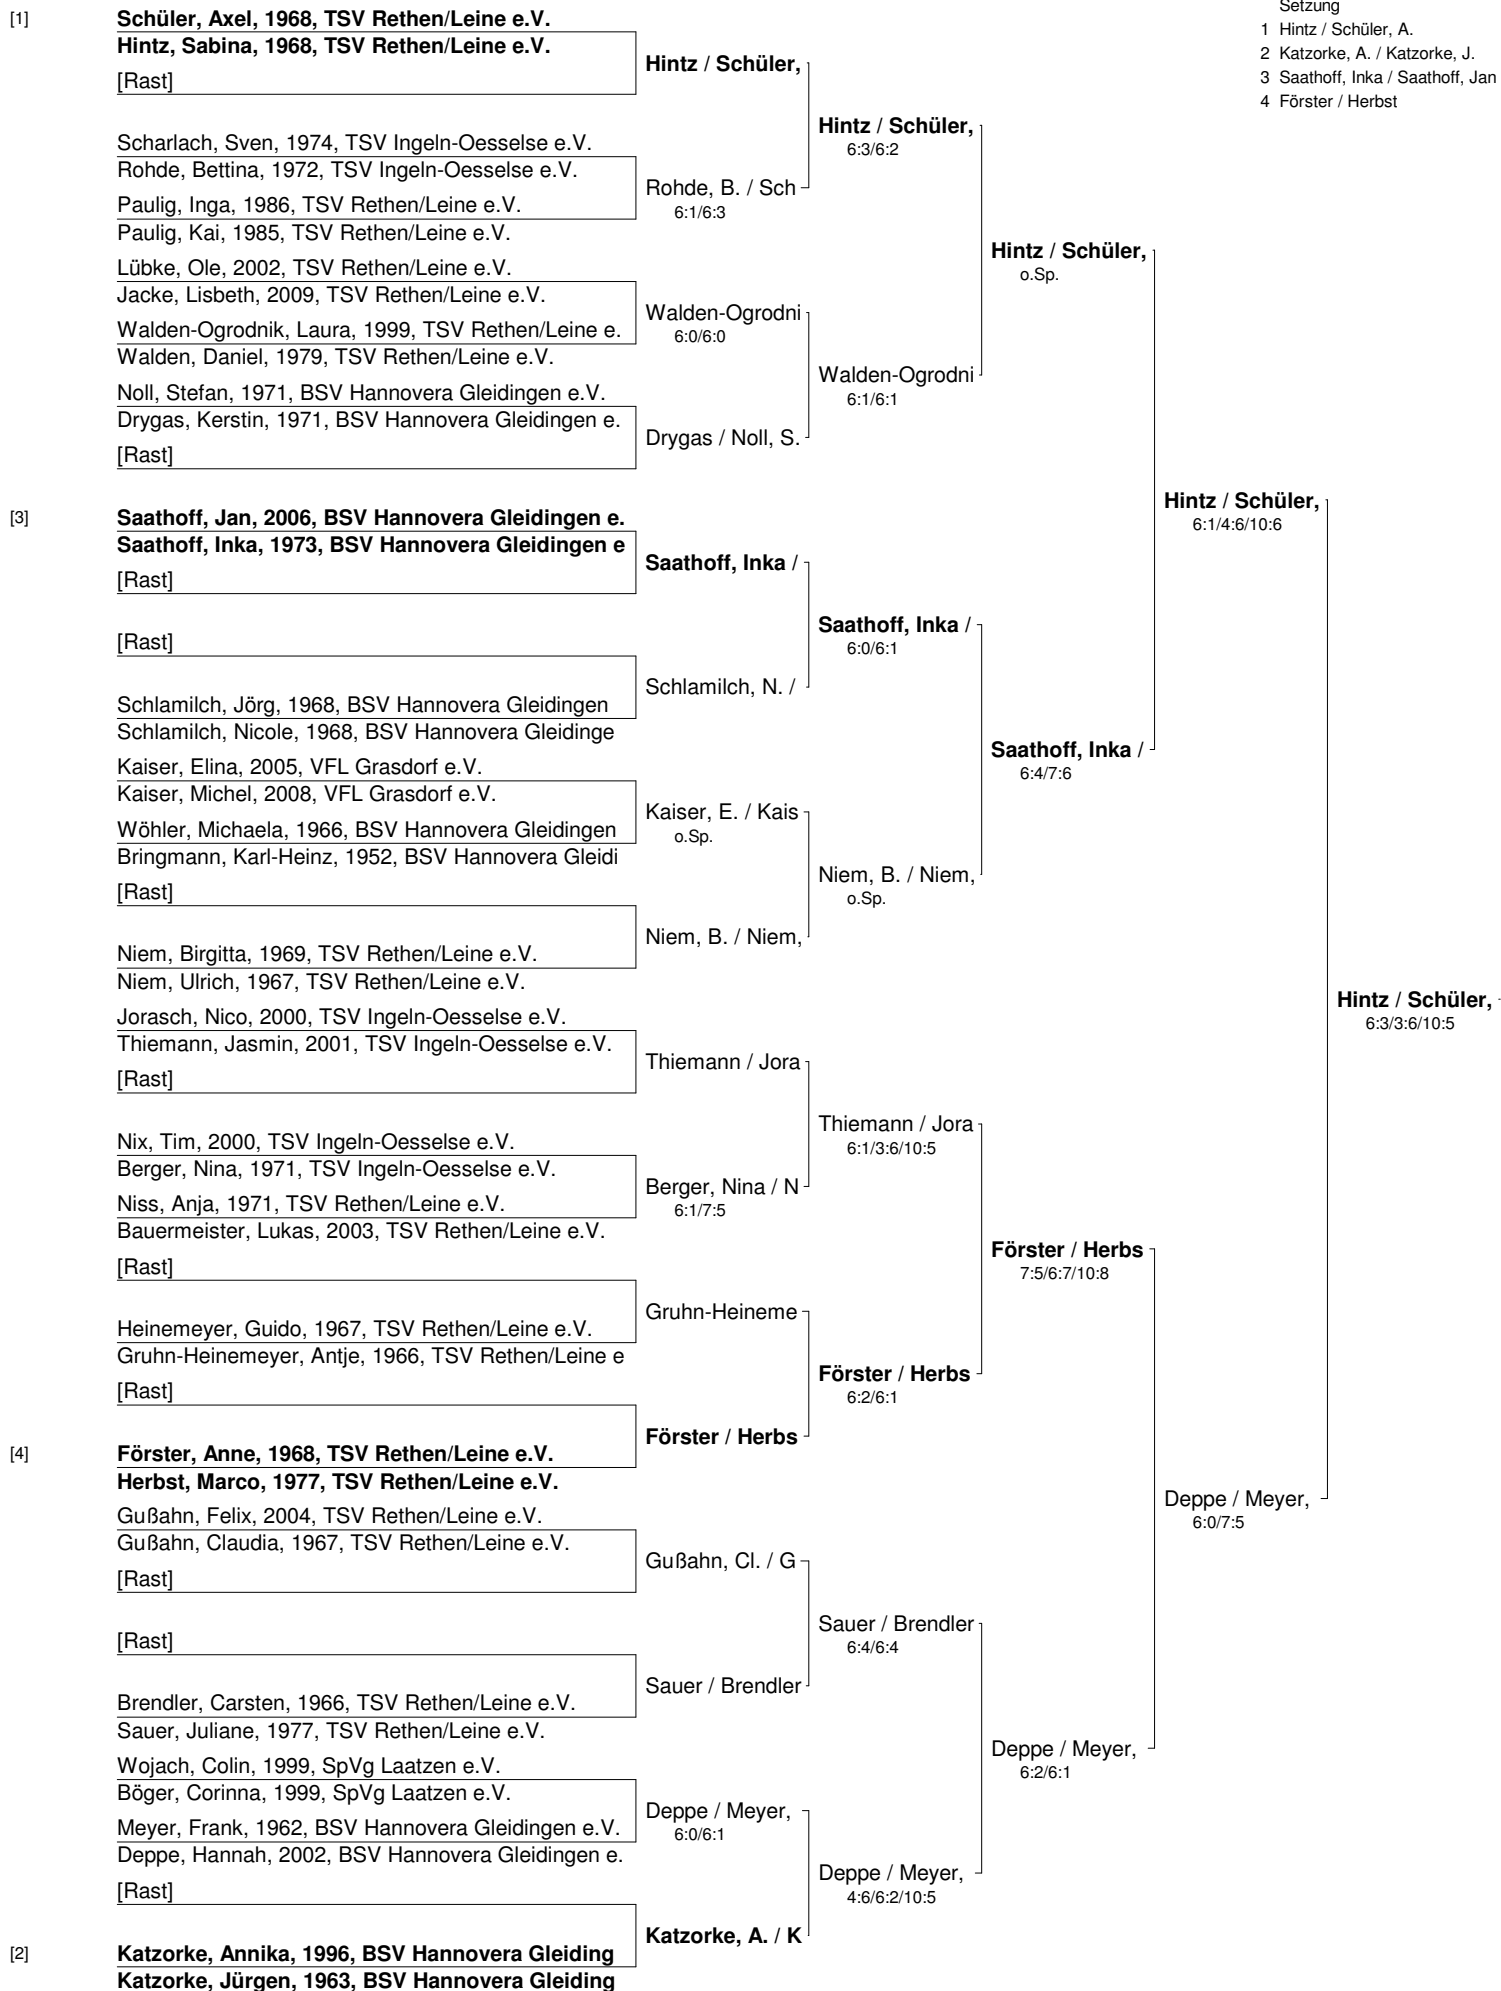 Setzung
1 Hintz / Schüler, A.
2 Katzorke, A. / Katzorke, J.
3 Saathoff, Inka / Saathoff, Jan
4 Förster / Herbst
[1] Schüler, Axel, 1968, TSV Rethen/Leine e.V.
Hintz, Sabina, 1968, TSV Rethen/Leine e.V.
Hintz / Schüler,
[Rast]
Hintz / Schüler,
6:3/6:2
Scharlach, Sven, 1974, TSV Ingeln-Oesselse e.V.
Rohde, Bettina, 1972, TSV Ingeln-Oesselse e.V.
Rohde, B. / Sch
6:1/6:3
Paulig, Inga, 1986, TSV Rethen/Leine e.V.
Paulig, Kai, 1985, TSV Rethen/Leine e.V.
Hintz / Schüler,
o.Sp.
Lübke, Ole, 2002, TSV Rethen/Leine e.V.
Jacke, Lisbeth, 2009, TSV Rethen/Leine e.V.
Walden-Ogrodni
6:0/6:0
Walden-Ogrodnik, Laura, 1999, TSV Rethen/Leine e.
Walden, Daniel, 1979, TSV Rethen/Leine e.V.
Walden-Ogrodni
6:1/6:1
Noll, Stefan, 1971, BSV Hannovera Gleidingen e.V.
Drygas, Kerstin, 1971, BSV Hannovera Gleidingen e.
Drygas / Noll, S.
[Rast]
Hintz / Schüler,
6:1/4:6/10:6
[3] Saathoff, Jan, 2006, BSV Hannovera Gleidingen e.
Saathoff, Inka, 1973, BSV Hannovera Gleidingen e
Saathoff, Inka /
[Rast]
Saathoff, Inka /
6:0/6:1
[Rast]
Schlamilch, N. /
Schlamilch, Jörg, 1968, BSV Hannovera Gleidingen
Schlamilch, Nicole, 1968, BSV Hannovera Gleidinge
Saathoff, Inka /
6:4/7:6
Kaiser, Elina, 2005, VFL Grasdorf e.V.
Kaiser, Michel, 2008, VFL Grasdorf e.V.
Kaiser, E. / Kais
o.Sp.
Wöhler, Michaela, 1966, BSV Hannovera Gleidingen
Bringmann, Karl-Heinz, 1952, BSV Hannovera Gleidi
Niem, B. / Niem,
o.Sp.
[Rast]
Niem, B. / Niem,
Niem, Birgitta, 1969, TSV Rethen/Leine e.V.
Niem, Ulrich, 1967, TSV Rethen/Leine e.V.
Hintz / Schüler,
6:3/3:6/10:5
Jorasch, Nico, 2000, TSV Ingeln-Oesselse e.V.
Thiemann, Jasmin, 2001, TSV Ingeln-Oesselse e.V.
Thiemann / Jora
[Rast]
Thiemann / Jora
6:1/3:6/10:5
Nix, Tim, 2000, TSV Ingeln-Oesselse e.V.
Berger, Nina, 1971, TSV Ingeln-Oesselse e.V.
Berger, Nina / N
6:1/7:5
Niss, Anja, 1971, TSV Rethen/Leine e.V.
Bauermeister, Lukas, 2003, TSV Rethen/Leine e.V.
Förster / Herbs
7:5/6:7/10:8
[Rast]
Gruhn-Heineme
Heinemeyer, Guido, 1967, TSV Rethen/Leine e.V.
Gruhn-Heinemeyer, Antje, 1966, TSV Rethen/Leine e
Förster / Herbs
6:2/6:1
[Rast]
Förster / Herbs
[4] Förster, Anne, 1968, TSV Rethen/Leine e.V.
Herbst, Marco, 1977, TSV Rethen/Leine e.V.
Deppe / Meyer,
6:0/7:5
Gußahn, Felix, 2004, TSV Rethen/Leine e.V.
Gußahn, Claudia, 1967, TSV Rethen/Leine e.V.
Gußahn, Cl. / G
[Rast]
Sauer / Brendler
6:4/6:4
[Rast]
Sauer / Brendler
Brendler, Carsten, 1966, TSV Rethen/Leine e.V.
Sauer, Juliane, 1977, TSV Rethen/Leine e.V.
Deppe / Meyer,
6:2/6:1
Wojach, Colin, 1999, SpVg Laatzen e.V.
Böger, Corinna, 1999, SpVg Laatzen e.V.
Deppe / Meyer,
6:0/6:1
Meyer, Frank, 1962, BSV Hannovera Gleidingen e.V.
Deppe, Hannah, 2002, BSV Hannovera Gleidingen e.
Deppe / Meyer,
4:6/6:2/10:5
[Rast]
Katzorke, A. / K
[2] Katzorke, Annika, 1996, BSV Hannovera Gleiding
Katzorke, Jürgen, 1963, BSV Hannovera Gleiding